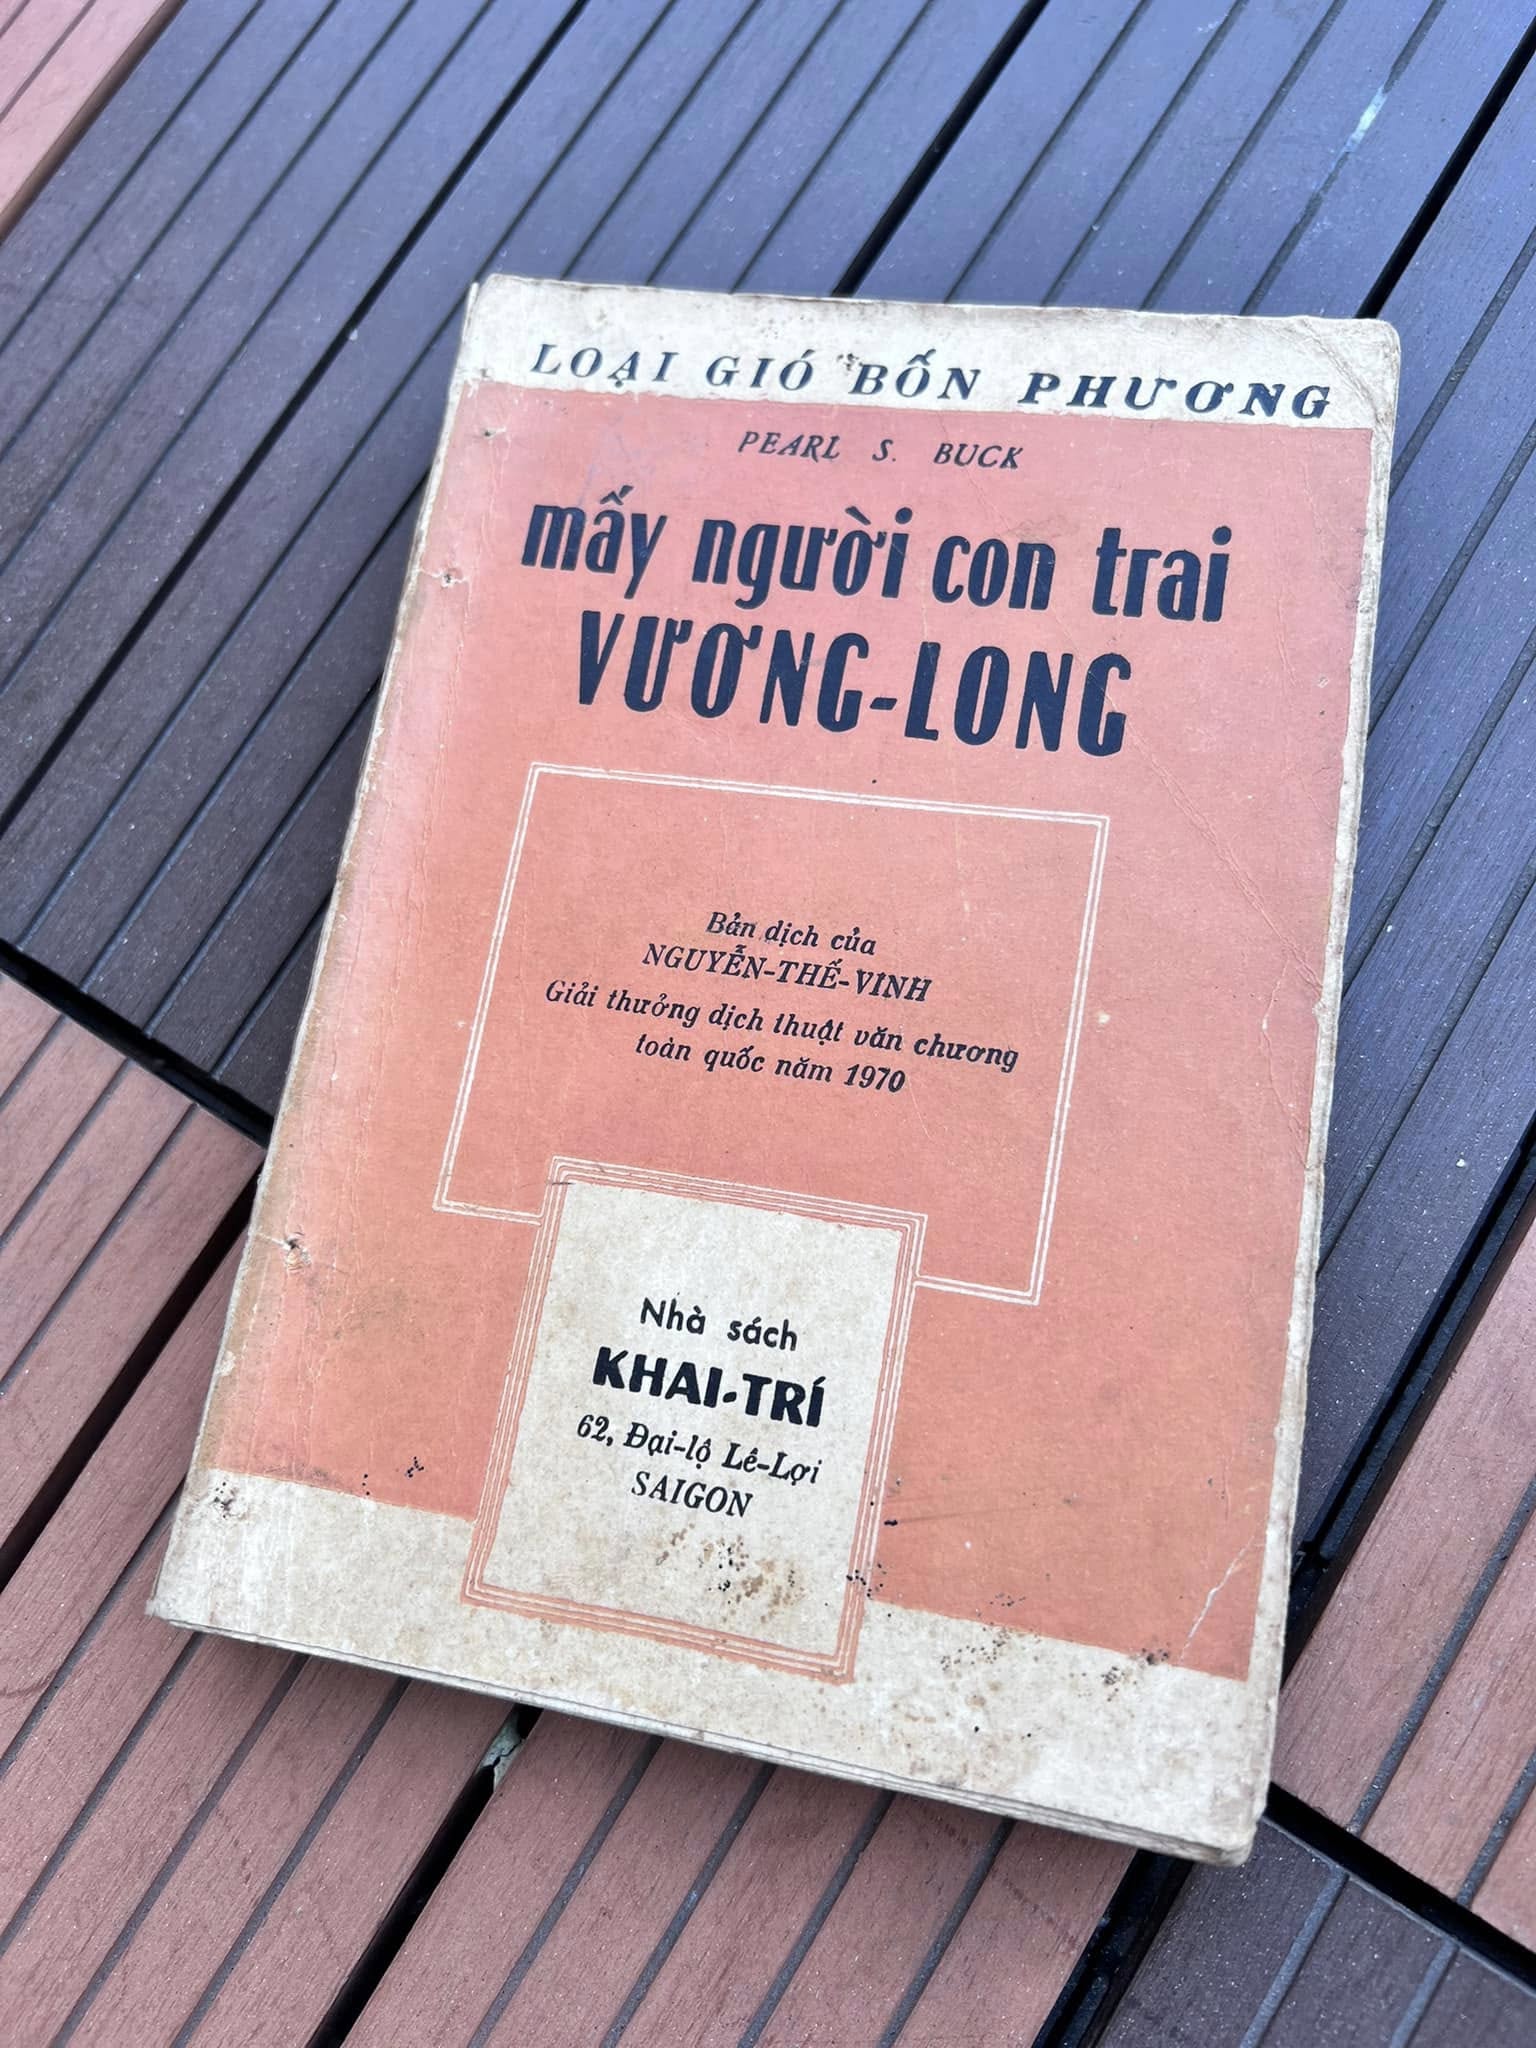 LOẠI GIÓ BỐN PHƯƠNG
PEARL S. BUCK
mấy người con trai
VƯƠNG-LONG
Bản dịch của
NGUYỄN-THẾ-VINH
Giải thưởng dịch thuật văn chương
toàn quốc năm 1970
Nhà sách
KHAI-TRÍ
62, Đại-lộ Lê-Lợi
SAIGON